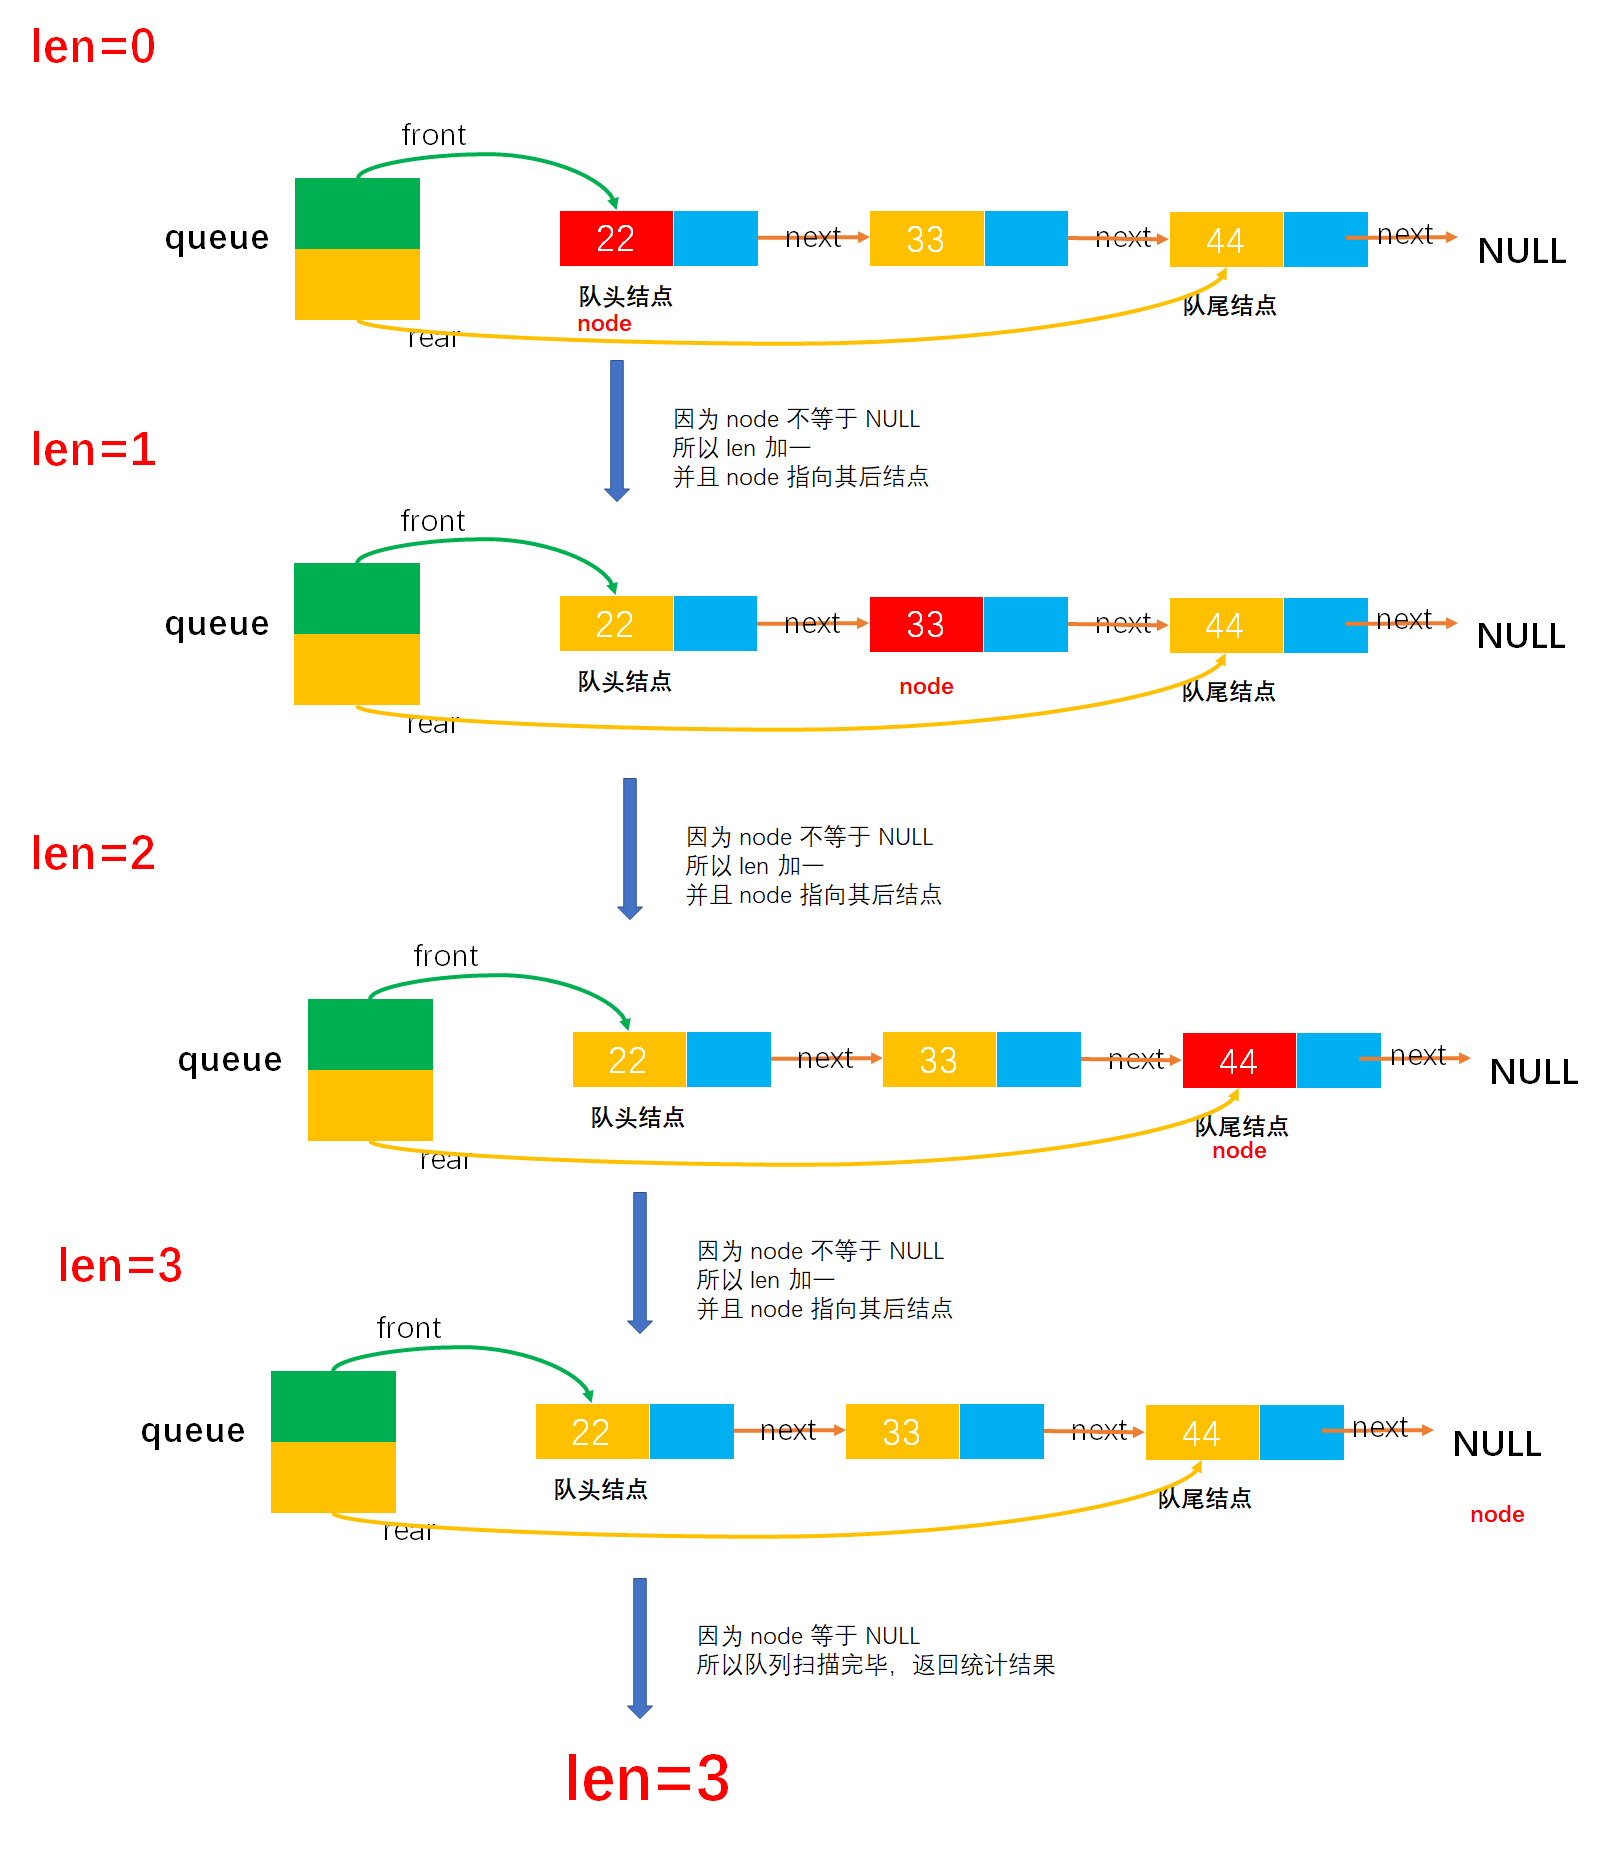 len=0
front
queue
22
next
33
next
44
next
NULL
队头结点
node
队尾结点
rear
因为 node 不等于 NULL
所以 len 加一
并且 node 指向其后结点
len=1
front
queue
22
next
33
next
44
next
NULL
队头结点
node
队尾结点
rear
因为 node 不等于 NULL
所以 len 加一
并且 node 指向其后结点
len=2
front
queue
22
next
33
next
44
next
NULL
队头结点
队尾结点
node
rear
因为 node 不等于 NULL
所以 len 加一
并且 node 指向其后结点
len=3
front
queue
22
next
33
next
44
next
NULL
队头结点
队尾结点
node
rear
因为 node 等于 NULL
所以队列扫描完毕，返回统计结果
len=3